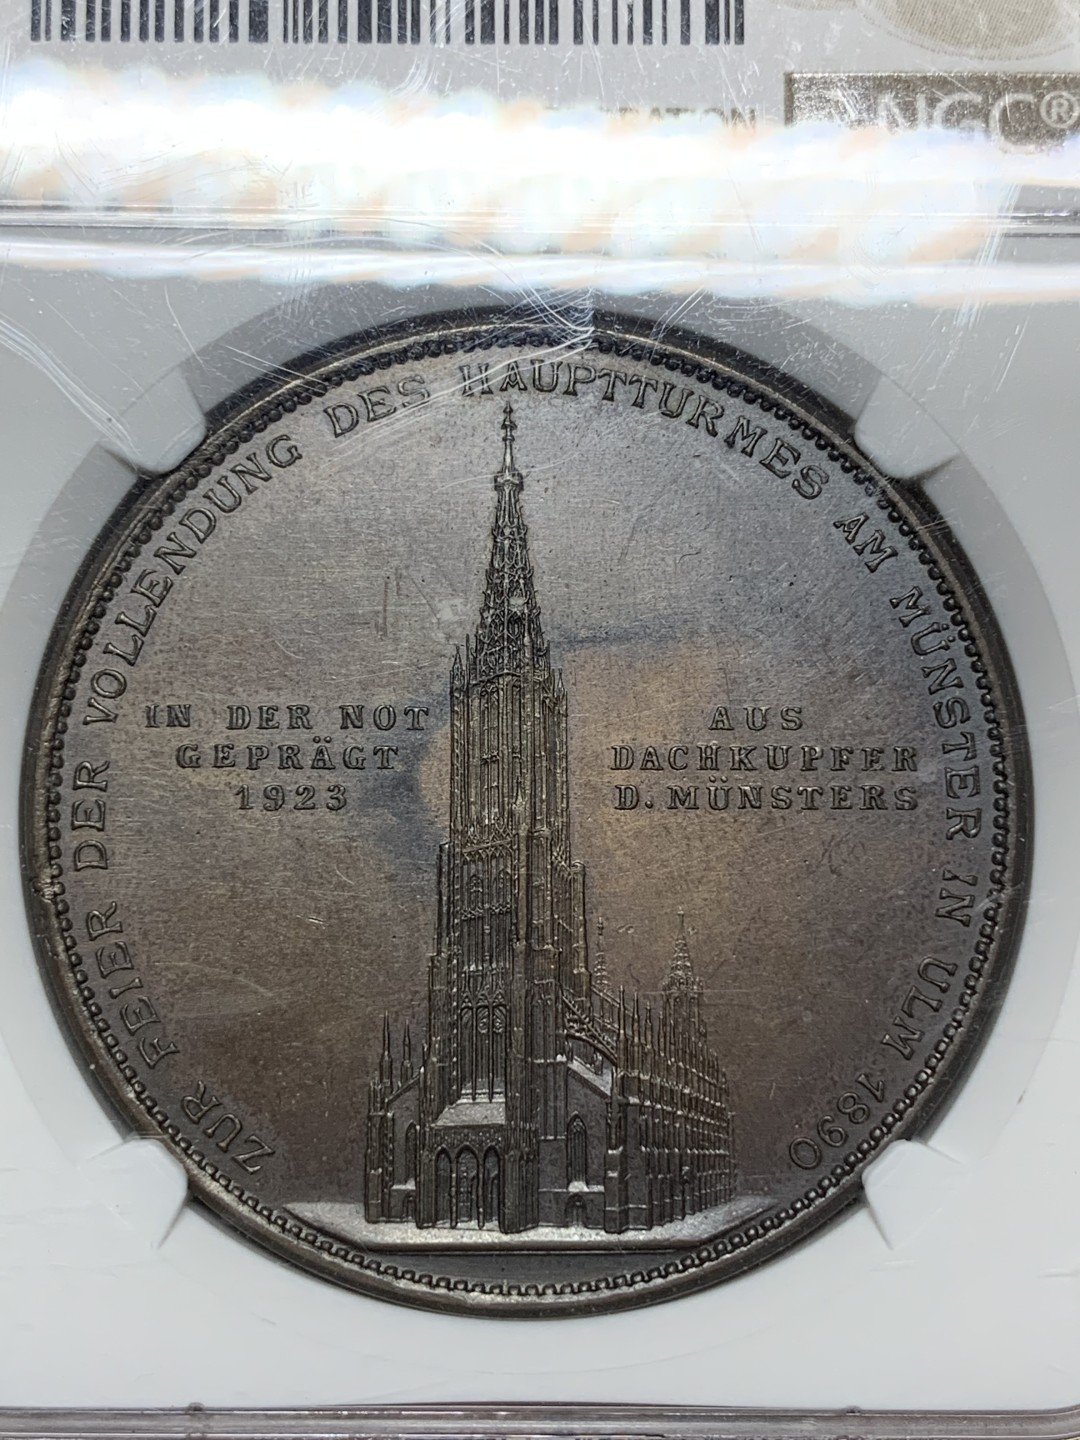 NGC®
ZUR FEIER DER VOLLENDUNG DES HAUPTTURMES AM MÜNSTER IN ULM 1890
IN DER NOT
GEPRÄGT
1923
AUS
DACHKUPFER
D. MÜNSTERS